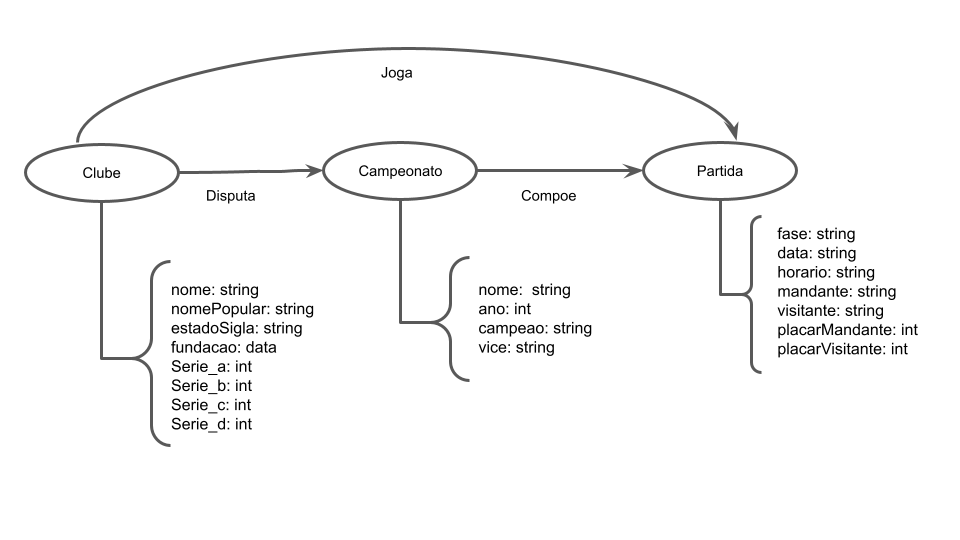 Joga
Clube
Campeonato
Partida
Disputa
Compoe
nome: string
nomePopular: string
estadoSigla: string
fundacao: data
Serie_a: int
Serie_b: int
Serie_c: int
Serie_d: int
nome:  string
ano: int
campeao: string
vice: string
fase: string
data: string
horario: string
mandante: string
visitante: string
placarMandante: int
placarVisitante: int